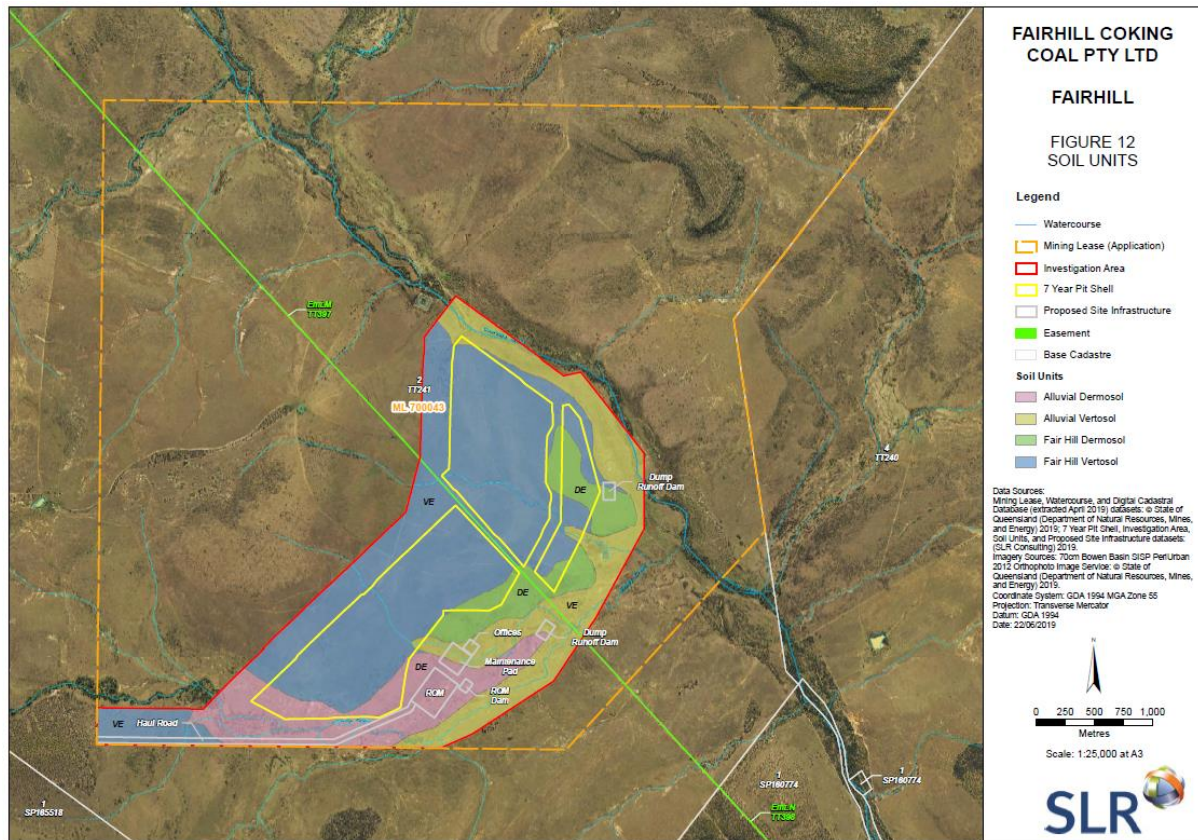 FAIRHILL COKING
COAL PTY LTD
FAIRHILL
FIGURE 12
SOIL UNITS
Legend
Watercourse
Mining Lease (Application)
Investigation Area
7 Year Pit Shell
Proposed Site Infrastructure
Easement
Base Cadastre
Soil Units
Alluvial Dermosol
Alluvial Vertosol
Fair Hill Dermosol
Fair Hill Vertosol
Data Sources:
Mining Lease, Watercourse, and Digital Cadastral
Database (extracted April 2019) datasets: © State of
Queensland (Department of Natural Resources, Mines,
and Energy) 2019; 7 Year Pit Shell, Investigation Area,
Soil Units, and Proposed Site Infrastructure datasets:
(SLR Consulting) 2019.
Imagery Sources: 70cm Bowen Basin SISP PeriUrban
2012 Orthophoto Image Service: © State of
Queensland (Department of Natural Resources, Mines,
and Energy) 2019.
Coordinate System: GDA 1994 MGA Zone 55
Projection: Transverse Mercator
Datum: GDA 1994
Date: 22/06/2019
N
0 250 500 750 1,000
Metres
Scale: 1:25,000 at A3
SLR
EmLM
TT397
2
TT241
ML 700043
4
TT240
DE
Dump
Runoff Dam
VE
DE
VE
Offices
Dump
Runoff Dam
DE
Maintenance
Pad
ROM
ROM
Dam
VE
Haul Road
1
SP185518
1
SP160774
1
SP160774
EmLN
TT398